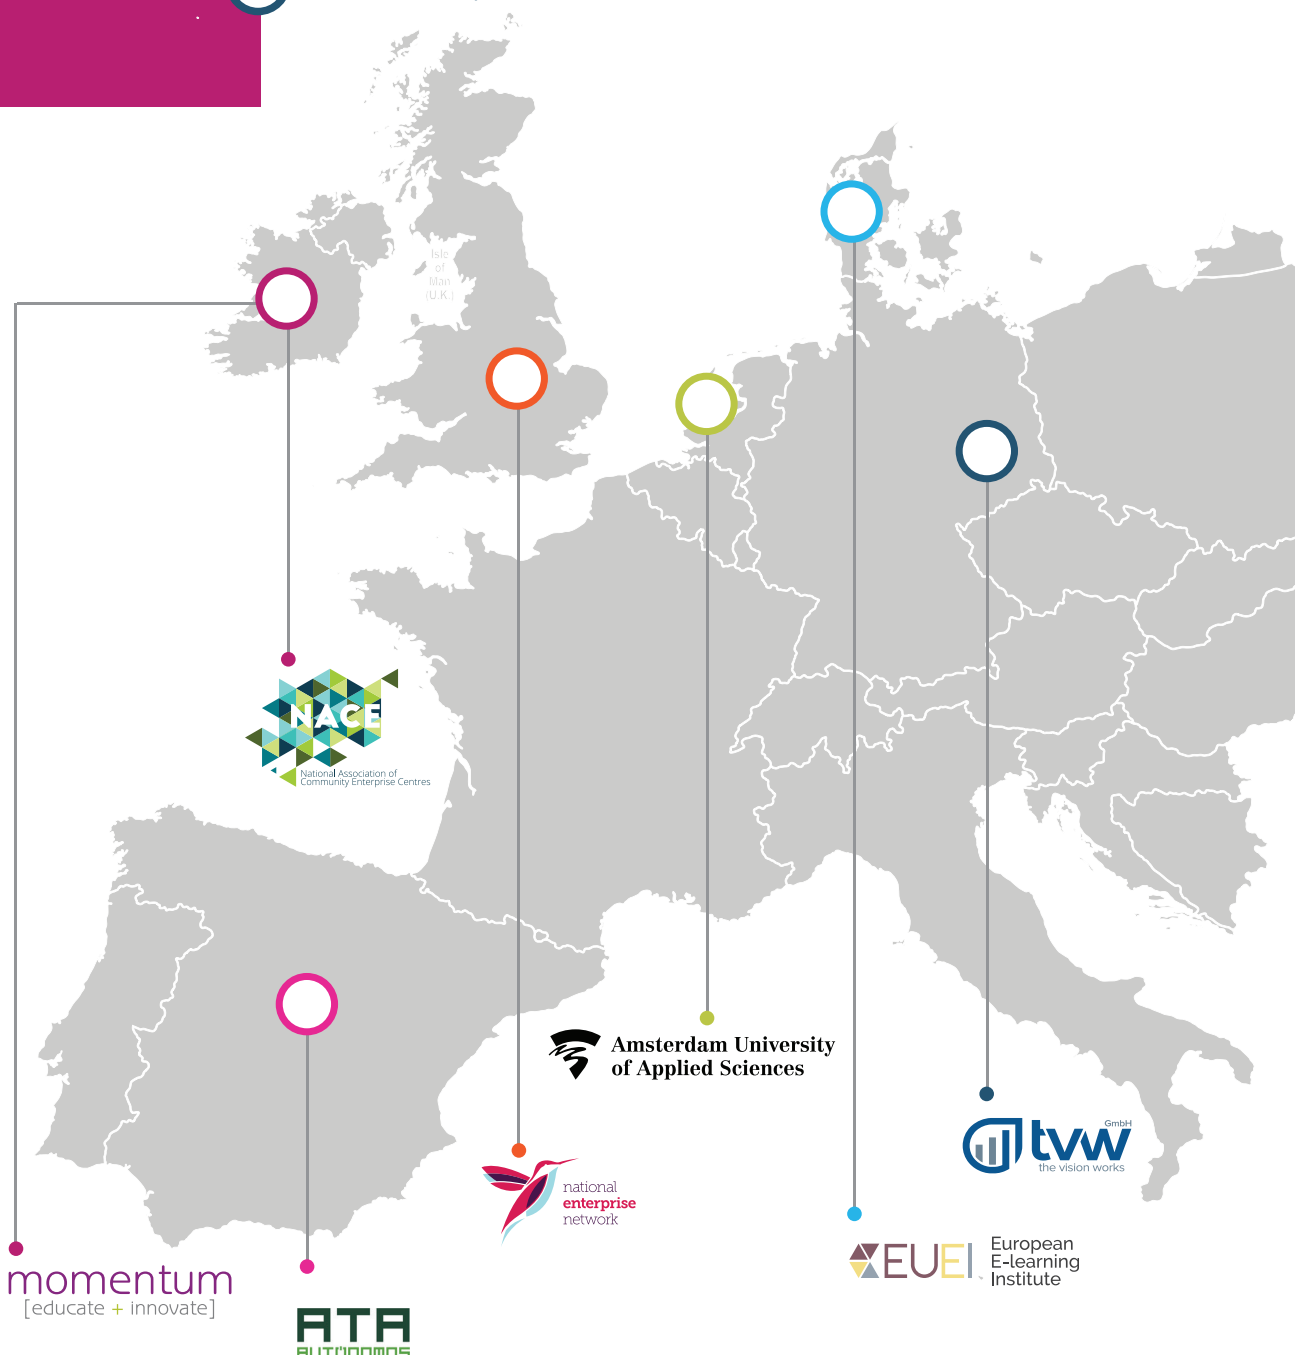 Isle
of
Man
(U.K.)
NACE
National Association of
Community Enterprise Centres
Amsterdam University
of Applied Sciences
tvw GmbH
the vision works
national
enterprise
network
EUEI
European
E-learning
Institute
momentum
[educate + innovate]
ATA
AUTÓNOMOS